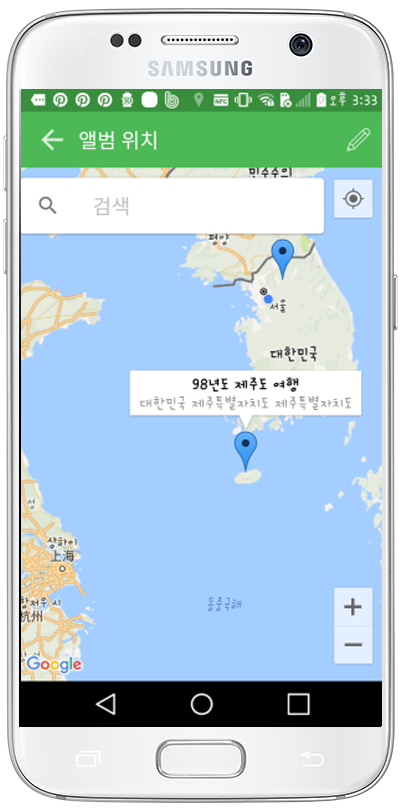 SAMSUNG
NFC
오후 3:33
앨범 위치
검색
민주주의
평양
서울
대한민국
98년도 제주도 여행
대한민국 제주특별자치도 제주특별자치도
상하이
上海
항저우 시
杭州
동중국해
+
−
Google